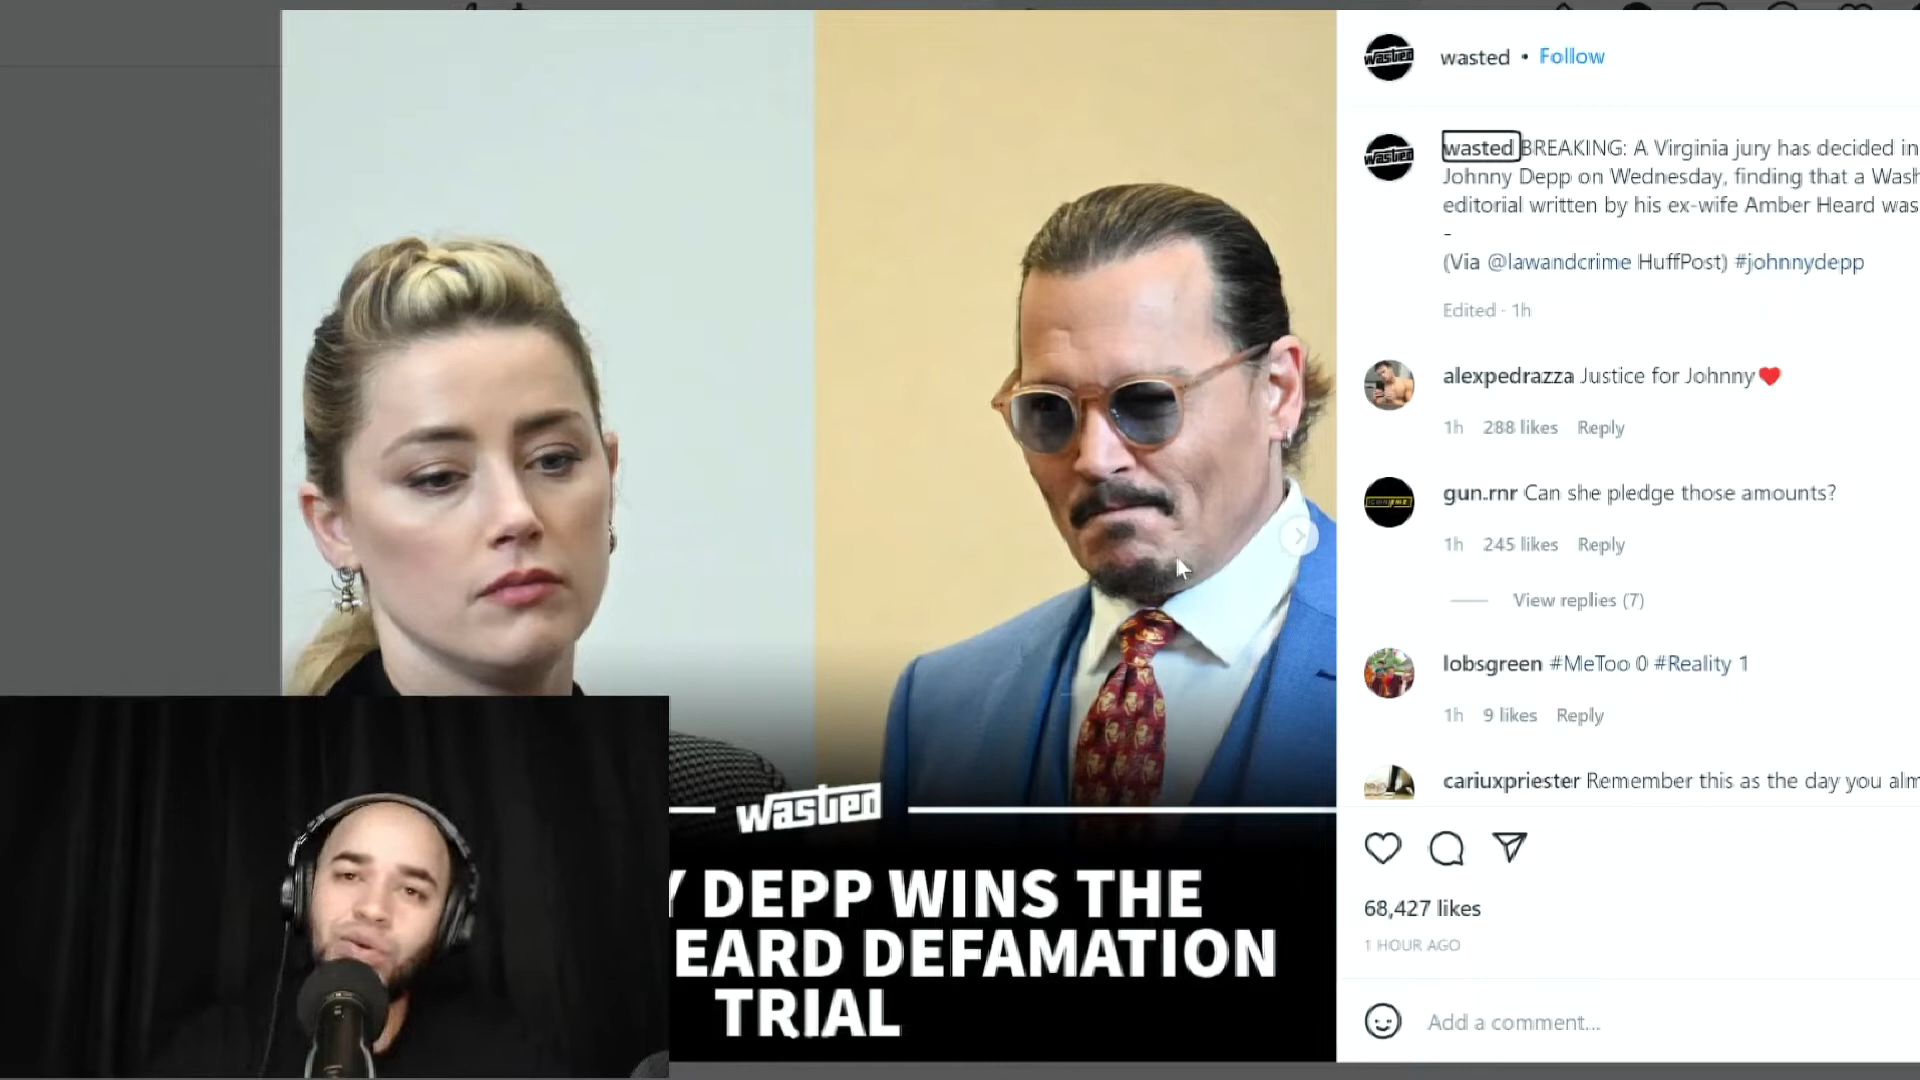 wasted • Follow
wasted BREAKING: A Virginia jury has decided in
Johnny Depp on Wednesday, finding that a Wash
editorial written by his ex-wife Amber Heard was
-
(Via @lawandcrime HuffPost) #johnnydepp
Edited · 1h
alexpedrazza Justice for Johnny❤️
1h 288 likes Reply
gun.rnr Can she pledge those amounts?
1h 245 likes Reply
View replies (7)
lobsgreen #MeToo 0 #Reality 1
1h 9 likes Reply
cariuxpriester Remember this as the day you alm
68,427 likes
1 HOUR AGO
Add a comment...
wasted
Y DEPP WINS THE
EARD DEFAMATION
TRIAL